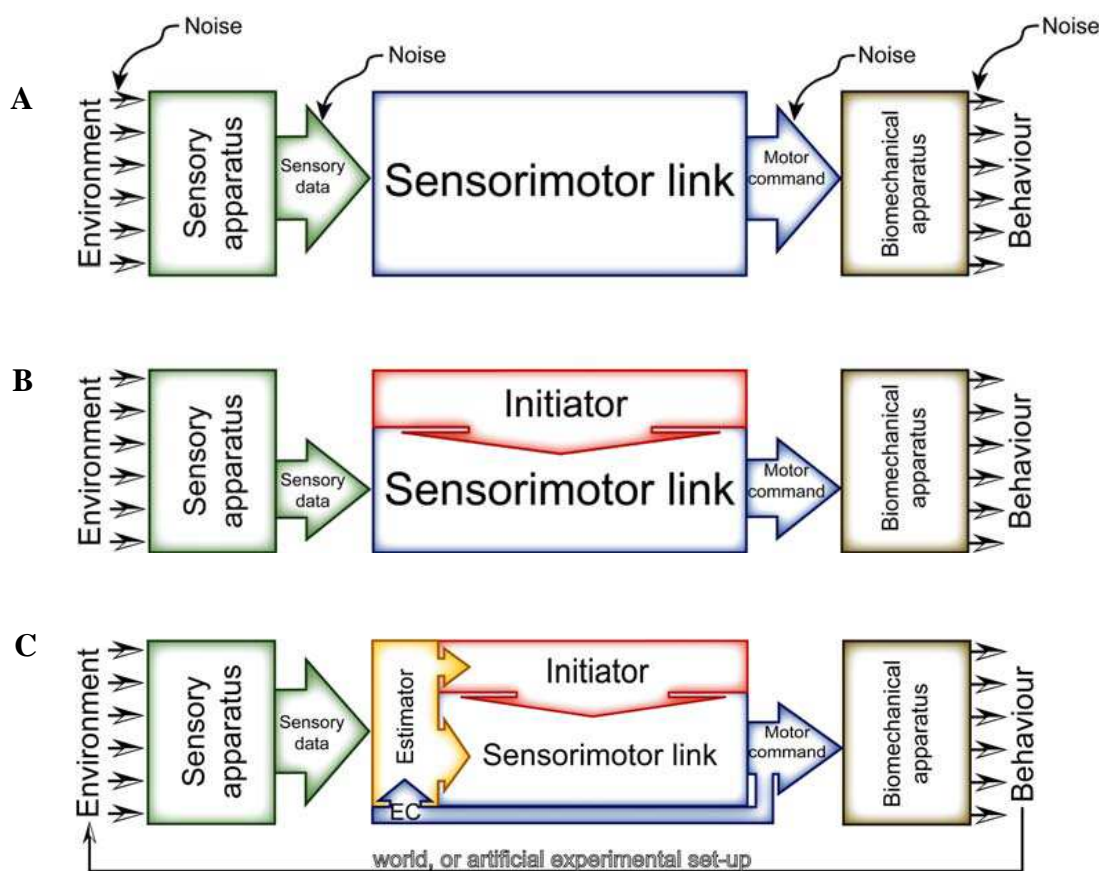 Noise
Noise
Noise
Noise
A
Environment
Sensory
apparatus
Sensory
data
Sensorimotor link
Motor
command
Biomechanical
apparatus
Behaviour
B
Environment
Sensory
apparatus
Sensory
data
Initiator
Sensorimotor link
Motor
command
Biomechanical
apparatus
Behaviour
C
Environment
Sensory
apparatus
Sensory
data
Estimator
EC
Initiator
Sensorimotor link
Motor
command
Biomechanical
apparatus
Behaviour
world, or artificial experimental set-up